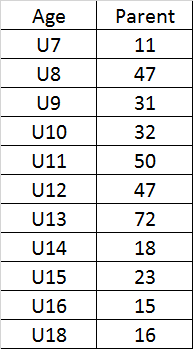 Age Parent
U7 11
U8 47
U9 31
U10 32
U11 50
U12 47
U13 72
U14 18
U15 23
U16 15
U18 16